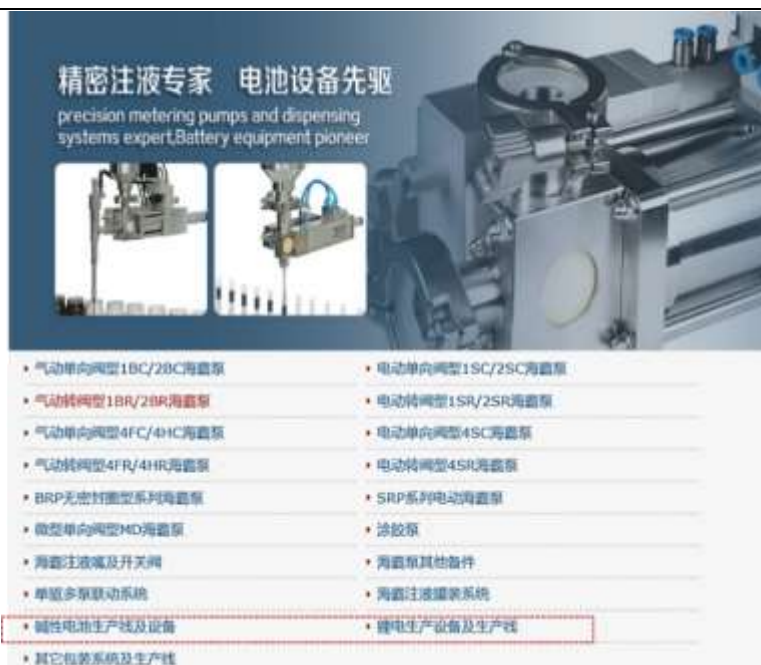 精密注液专家 电池设备先驱
precision metering pumps and dispensing
systems expert,Battery equipment pioneer
气动单向阀型1BC/2BC海霸泵
电动单向阀型1SC/2SC海霸泵
气动转阀型1BR/2BR海霸泵
电动转阀型1SR/2SR海霸泵
气动单向阀型4FC/4HC海霸泵
电动单向阀型4SC海霸泵
气动转阀型4FR/4HR海霸泵
电动转阀型4SR海霸泵
BRP无密封圈型系列海霸泵
SRP系列电动海霸泵
微型单向阀型MD海霸泵
涂胶泵
海霸注液嘴及开关阀
海霸泵其他备件
单驱多泵联动系统
海霸注液灌装系统
碱性电池生产线及设备
锂电生产设备及生产线
其它包装系统及生产线